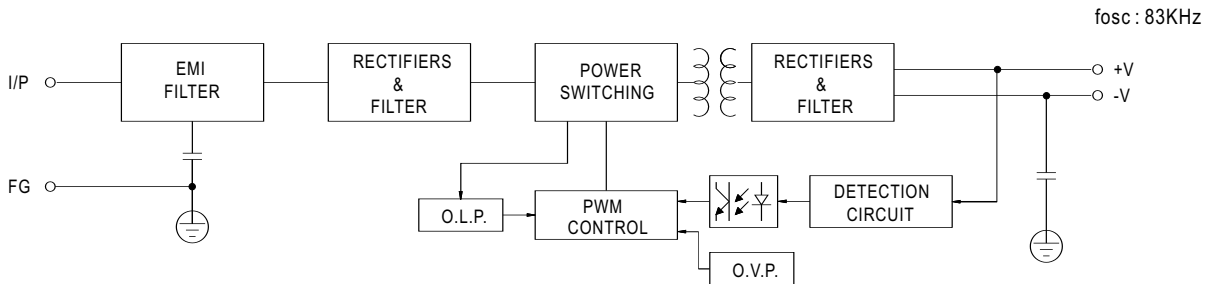 fosc : 83KHz
I/P
EMI
FILTER
RECTIFIERS
&
FILTER
POWER
SWITCHING
RECTIFIERS
&
FILTER
+V
-V
FG
O.L.P.
PWM
CONTROL
DETECTION
CIRCUIT
O.V.P.